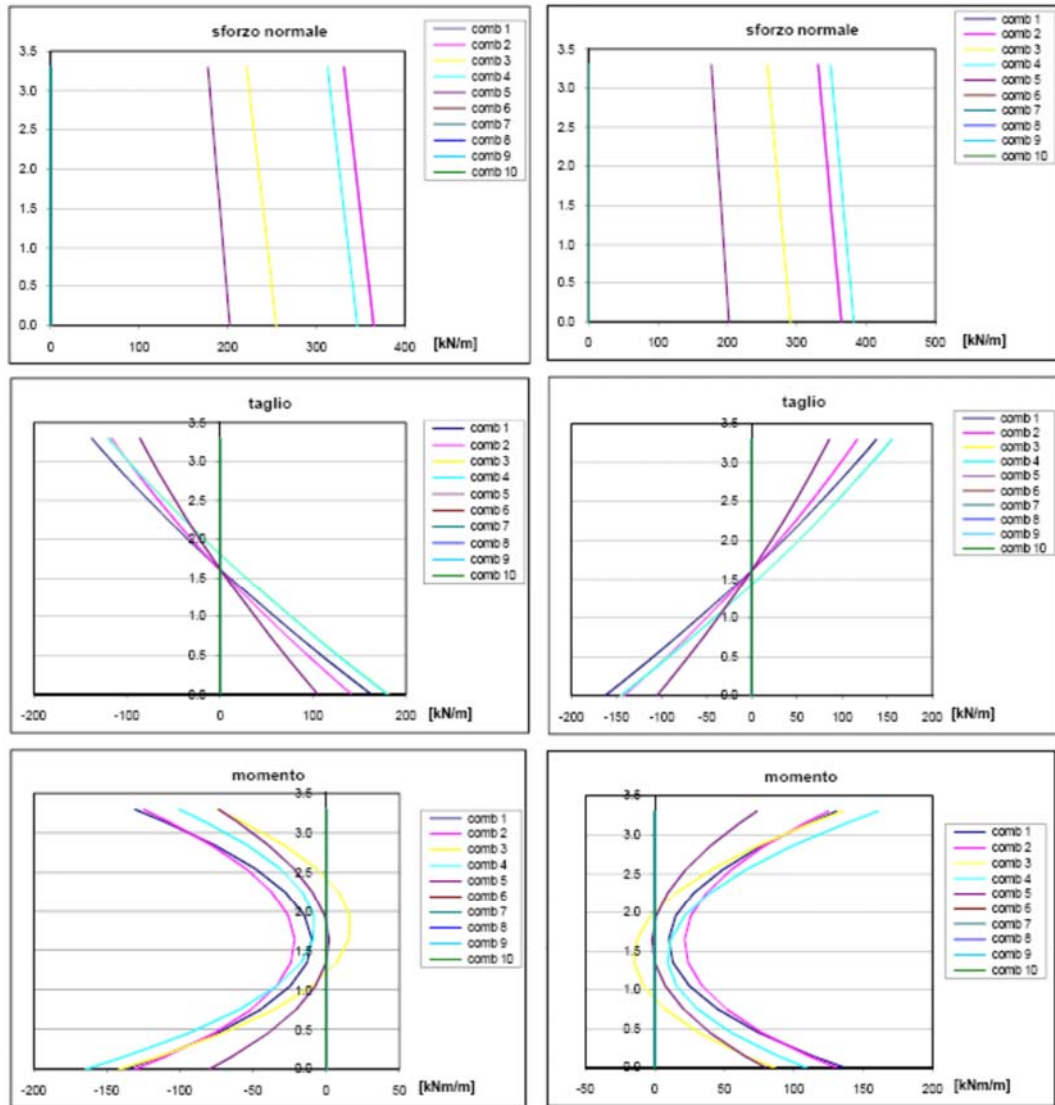 sforzo normale
3.5
3.0
2.5
2.0
1.5
1.0
0.5
0.0
0
100
200
300
400
[kN/m]
comb 1
comb 2
comb 3
comb 4
comb 5
comb 6
comb 7
comb 8
comb 9
comb 10
sforzo normale
3.5
3.0
2.5
2.0
1.5
1.0
0.5
0.0
0
100
200
300
400
500
[kN/m]
comb 1
comb 2
comb 3
comb 4
comb 5
comb 6
comb 7
comb 8
comb 9
comb 10
taglio
3.5
3.0
2.5
2.0
1.5
1.0
0.5
0.0
-200
-100
0
100
200
[kN/m]
comb 1
comb 2
comb 3
comb 4
comb 5
comb 6
comb 7
comb 8
comb 9
comb 10
taglio
3.5
3.0
2.5
2.0
1.5
1.0
0.5
0.0
-200
-150
-100
-50
0
50
100
150
200
[kN/m]
comb 1
comb 2
comb 3
comb 4
comb 5
comb 6
comb 7
comb 8
comb 9
comb 10
momento
3.5
3.0
2.5
2.0
1.5
1.0
0.5
0.0
-200
-150
-100
-50
0
50
[kNm/m]
comb 1
comb 2
comb 3
comb 4
comb 5
comb 6
comb 7
comb 8
comb 9
comb 10
momento
3.5
3.0
2.5
2.0
1.5
1.0
0.5
0.0
-50
0
50
100
150
200
[kNm/m]
comb 1
comb 2
comb 3
comb 4
comb 5
comb 6
comb 7
comb 8
comb 9
comb 10